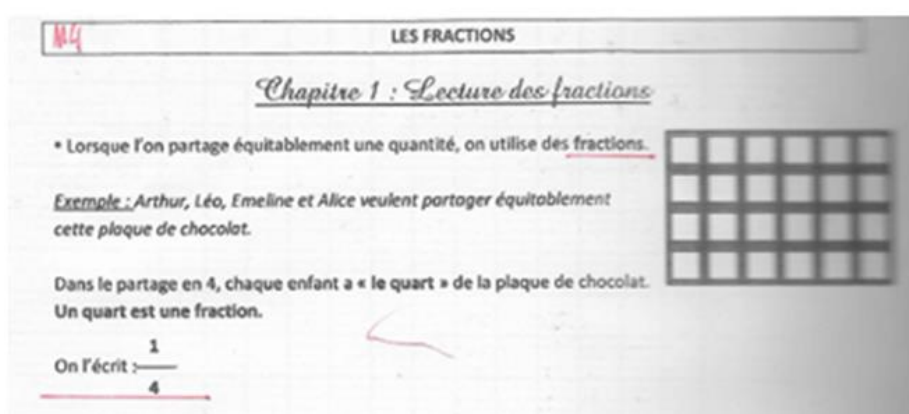 M4
LES FRACTIONS
Chapitre 1 : Lecture des fractions
• Lorsque l'on partage équitablement une quantité, on utilise des fractions.
Exemple : Arthur, Léo, Emeline et Alice veulent partager équitablement
cette plaque de chocolat.
Dans le partage en 4, chaque enfant a « le quart » de la plaque de chocolat.
Un quart est une fraction.
1
On l'écrit :
4